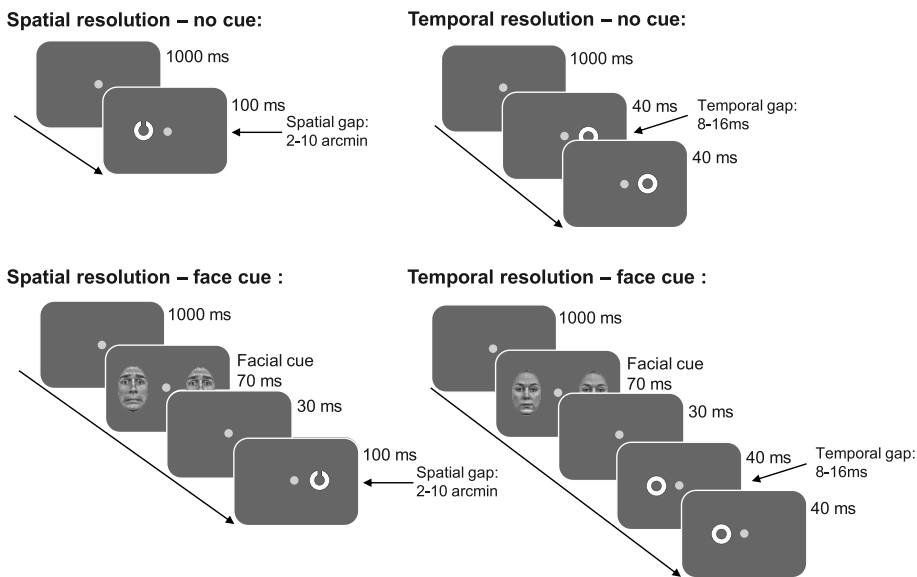 Spatial resolution – no cue:
1000 ms
100 ms
Spatial gap:
2-10 arcmin
Temporal resolution – no cue:
1000 ms
40 ms
Temporal gap:
8-16ms
40 ms
Spatial resolution – face cue :
1000 ms
Facial cue
70 ms
30 ms
100 ms
Spatial gap:
2-10 arcmin
Temporal resolution – face cue :
1000 ms
Facial cue
70 ms
30 ms
40 ms
Temporal gap:
8-16ms
40 ms